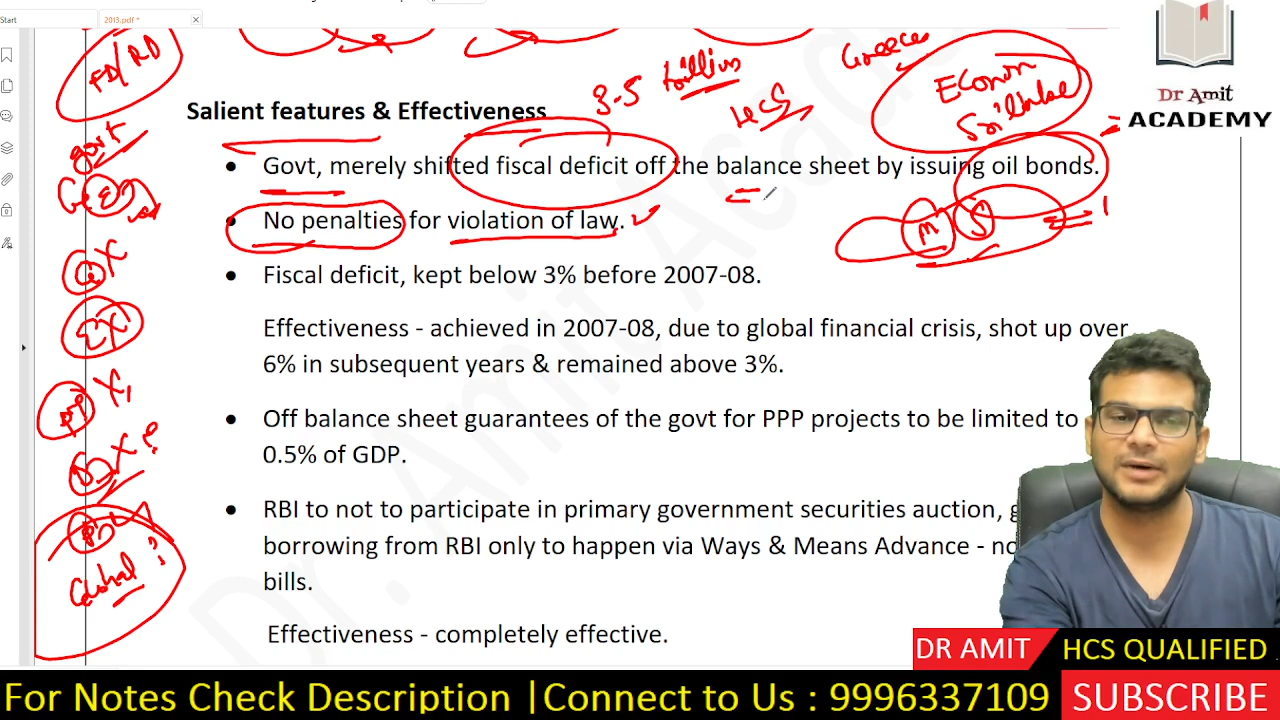 Start
2013.pdf *
FD/RD
govt
3-5
trillion
Greece
Econom
Dr Amit
ACADEMY
Salient features & Effectiveness
• Govt, merely shifted fiscal deficit off the balance sheet by issuing oil bonds.
• No penalties for violation of law.
M
S
• Fiscal deficit, kept below 3% before 2007-08.
Effectiveness - achieved in 2007-08, due to global financial crisis, shot up over
6% in subsequent years & remained above 3%.
• Off balance sheet guarantees of the govt for PPP projects to be limited to
0.5% of GDP.
• RBI to not to participate in primary government securities auction, g
borrowing from RBI only to happen via Ways & Means Advance - no
bills.
Effectiveness - completely effective.
Global
DR AMIT
HCS QUALIFIED
For Notes Check Description |Connect to Us : 9996337109
SUBSCRIBE